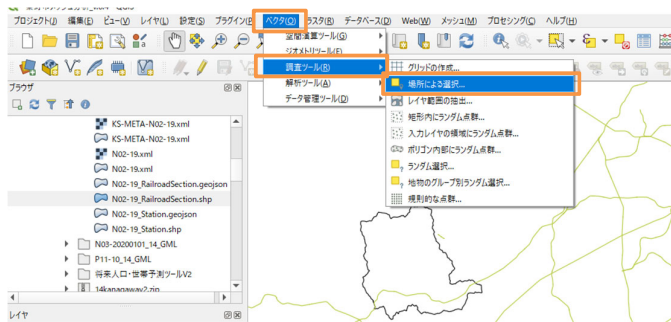 プロジェクト(J) 編集(E) ビュー(V) レイヤ(L) 設定(S) プラグイン(P) ベクタ(O) ラスタ(R) データベース(D) Web(W) メッシュ(M) プロセシング(C) ヘルプ(H)
空間演算ツール(G)
ジオメトリツール(E)
調査ツール(R)
解析ツール(A)
データ管理ツール(D)
グリッドの作成...
場所による選択...
レイヤ範囲の抽出...
矩形内にランダム点群...
入力レイヤの領域にランダム点群...
ポリゴン内部にランダム点群...
ランダム選択...
地物のグループ別ランダム選択...
規則的な点群...
ブラウザ
KS-META-N02-19.xml
KS-META-N02-19.xml
N02-19.xml
N02-19.xml
N02-19_RailroadSection.geojson
N02-19_RailroadSection.shp
N02-19_Station.geojson
N02-19_Station.shp
N03-20200101_14_GML
P11-10_14_GML
将来人口・世帯予測ツールV2
14kanagawav2.zip
レイヤ